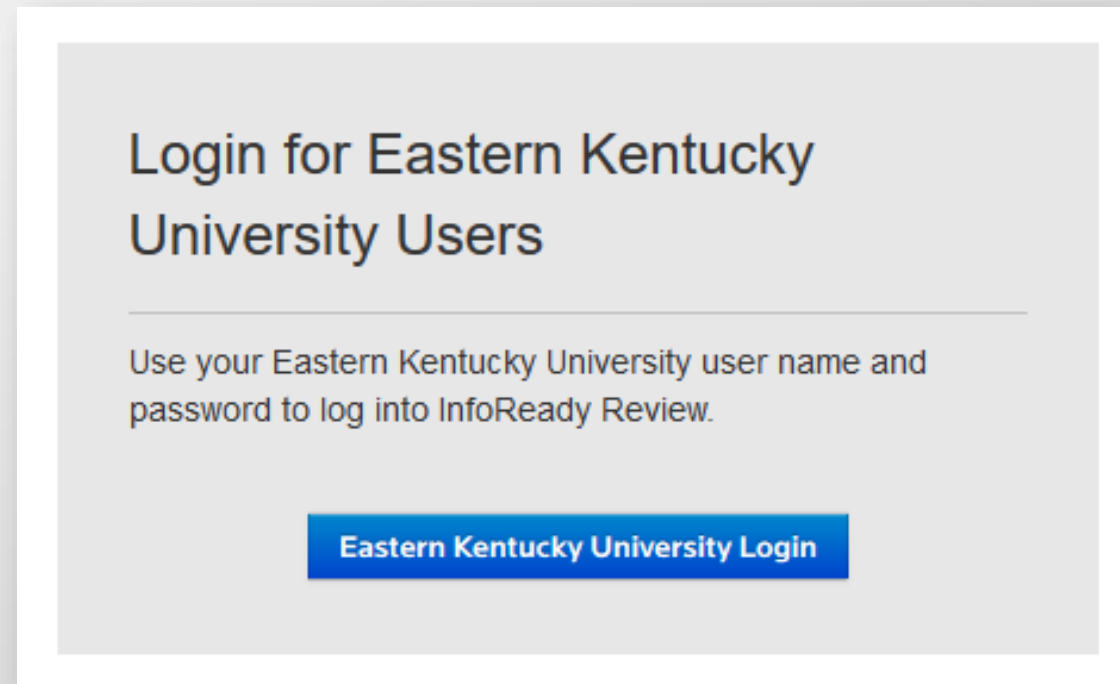 Login for Eastern Kentucky
University Users
Use your Eastern Kentucky University user name and
password to log into InfoReady Review.
Eastern Kentucky University Login